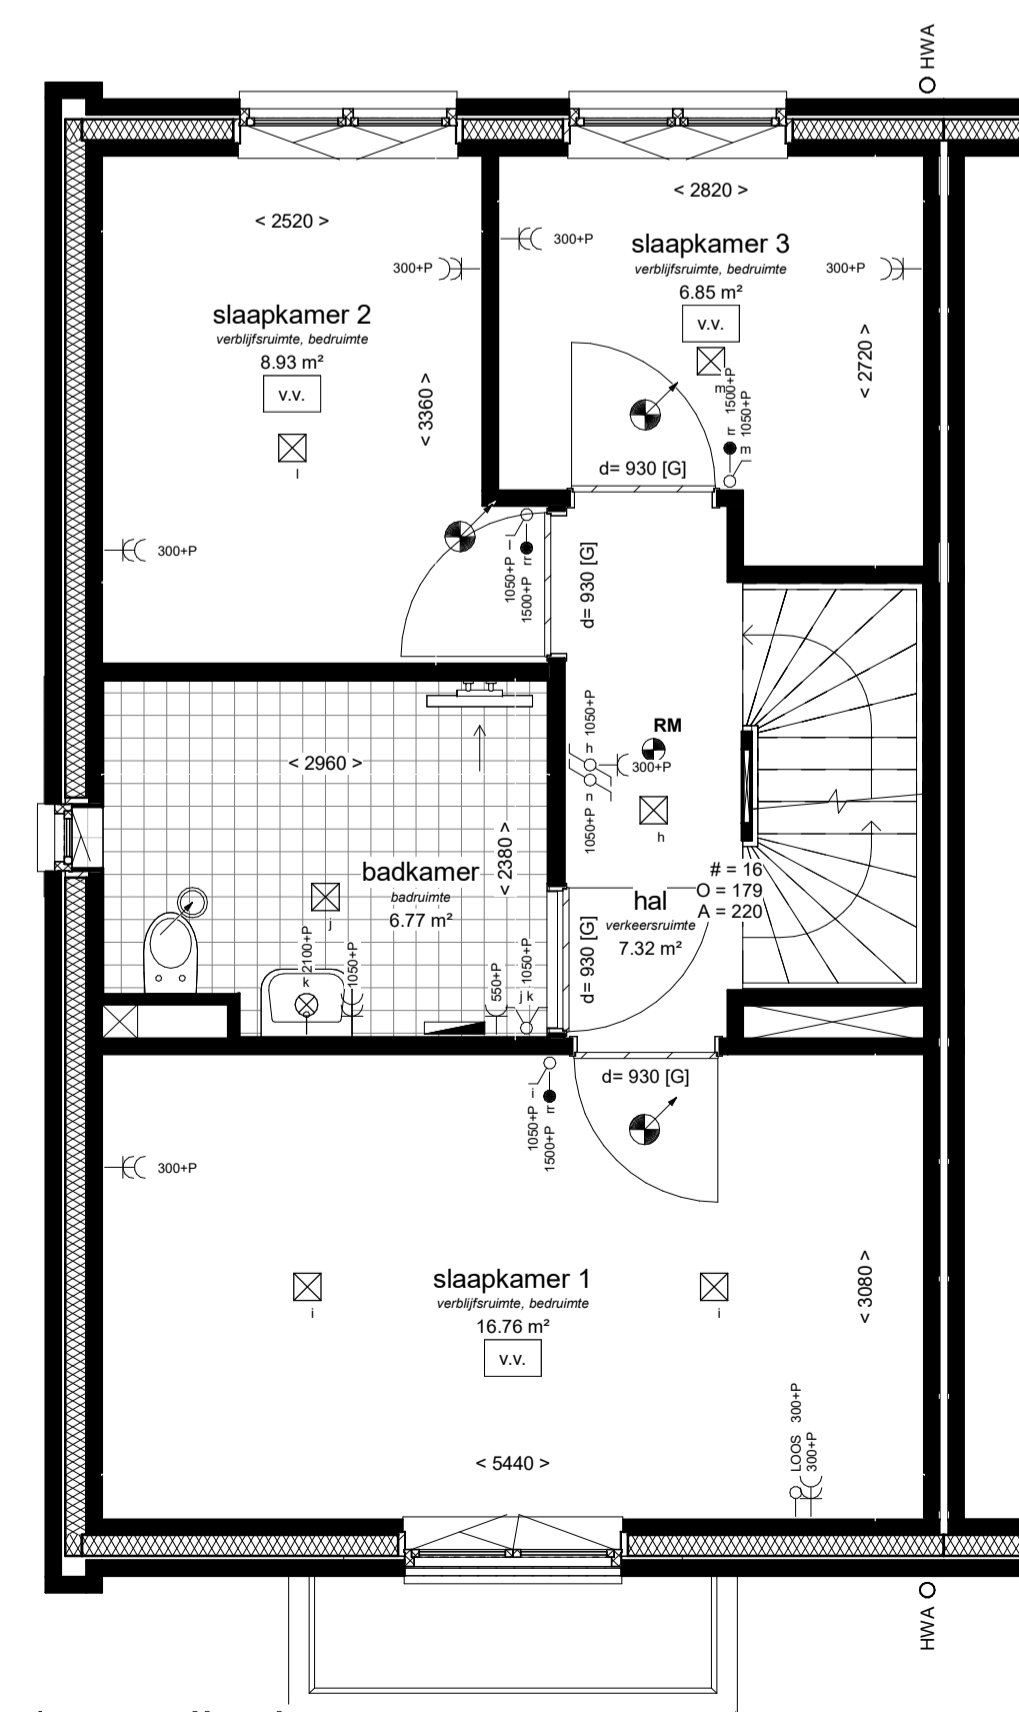 HWA
< 2520 >
< 2820 >
300+P
slaapkamer 3
verblijfsruimte, bedruimte
6.85 m²
v.v.
300+P
300+P
slaapkamer 2
verblijfsruimte, bedruimte
8.93 m²
v.v.
< 3360 >
< 2720 >
m
rr 1500+P
m 1050+P
l
d= 930 [G]
300+P
1050+P l
1500+P rr
d= 930 [G]
h 1050+P
RM
300+P
1050+P n
h
< 2960 >
< 2380 >
badkamer
badruimte
6.77 m²
j
# = 16
O = 179
A = 220
hal
verkeersruimte
7.32 m²
d= 930 [G]
k 2100+P
1050+P
550+P
j k 1050+P
d= 930 [G]
1050+P i
1500+P rr
300+P
slaapkamer 1
verblijfsruimte, bedruimte
16.76 m²
v.v.
i
i
< 3080 >
LOOS 300+P
300+P
< 5440 >
HWA